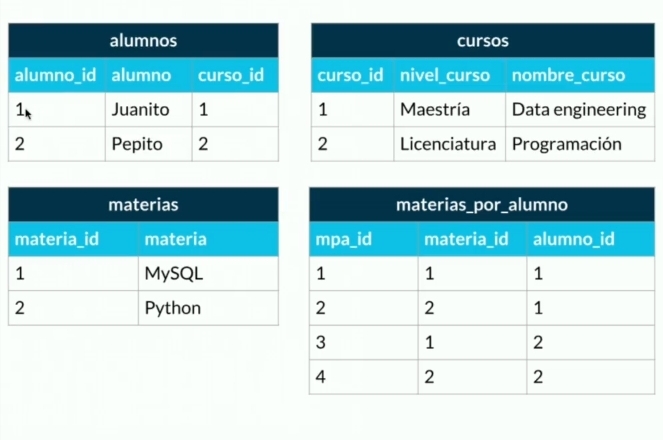 alumnos
alumno_id alumno curso_id
1 Juanito 1
2 Pepito 2
cursos
curso_id nivel_curso nombre_curso
1 Maestría Data engineering
2 Licenciatura Programación
materias
materia_id materia
1 MySQL
2 Python
materias_por_alumno
mpa_id materia_id alumno_id
1 1 1
2 2 1
3 1 2
4 2 2